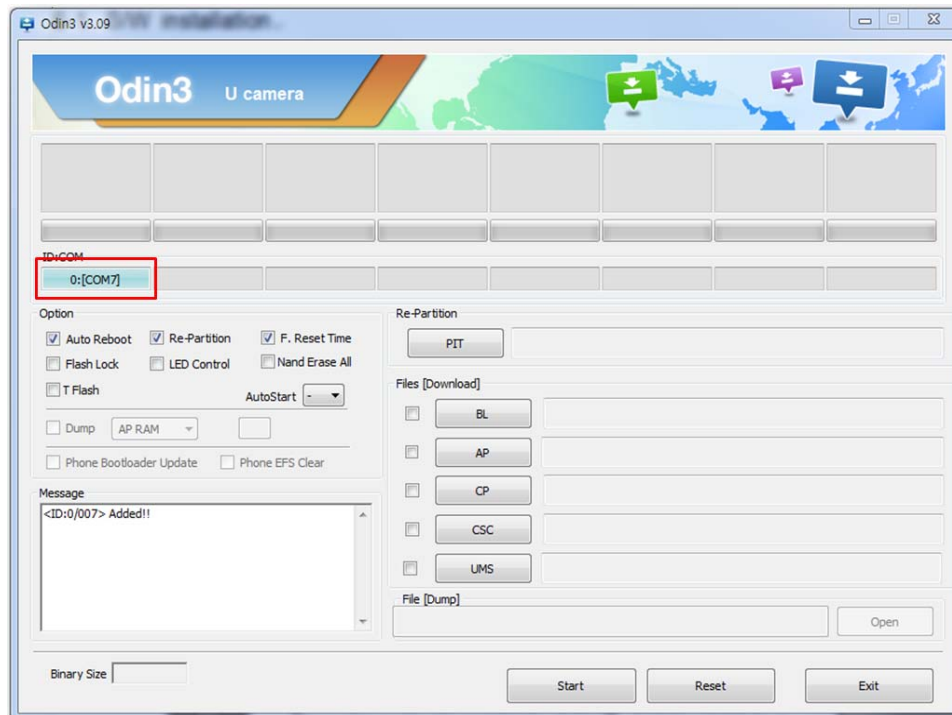 Odin3 v3.09
S/W installation.
Odin3 U camera
ID:COM
0:[COM7]
Option
Auto Reboot Re-Partition F. Reset Time
Flash Lock LED Control Nand Erase All
T Flash AutoStart -
Dump AP RAM
Phone Bootloader Update Phone EFS Clear
Message
<ID:0/007> Added!!
Re-Partition
PIT
Files [Download]
BL
AP
CP
CSC
UMS
File [Dump]
Open
Binary Size
Start Reset Exit